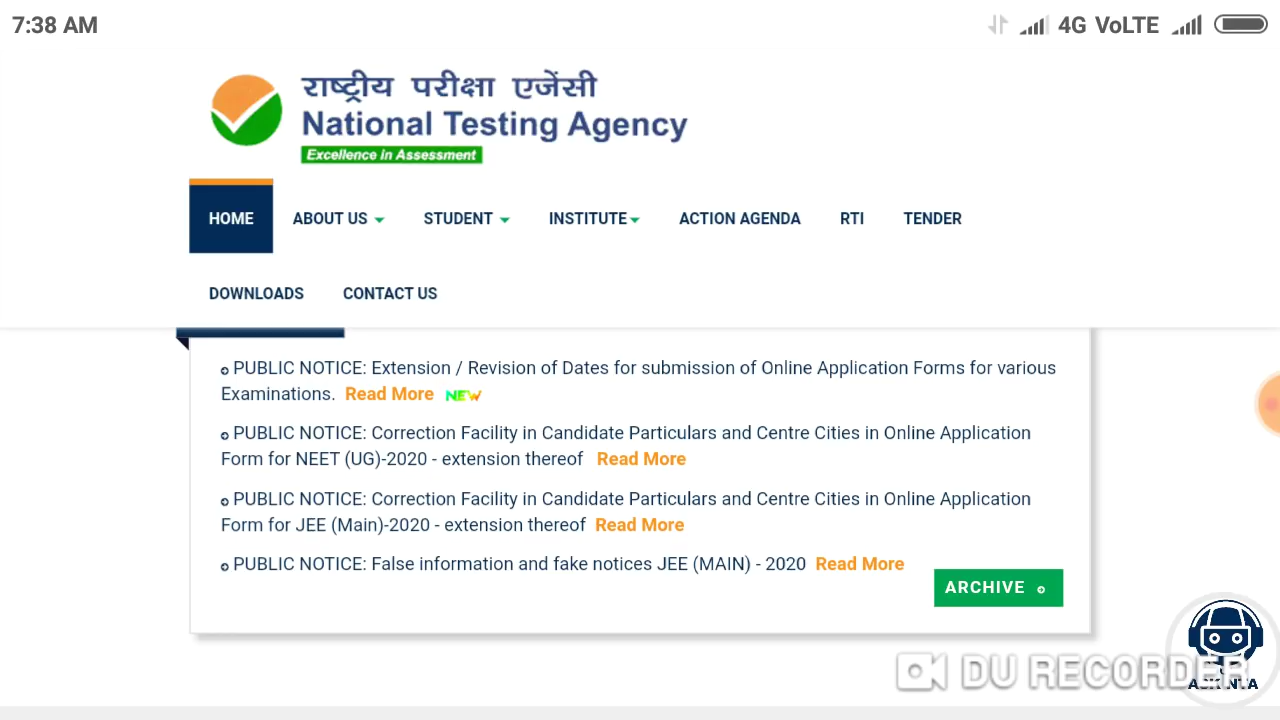 7:38 AM
4G VoLTE
राष्ट्रीय परीक्षा एजेंसी
National Testing Agency
Excellence in Assessment
HOME ABOUT US STUDENT INSTITUTE ACTION AGENDA RTI TENDER
DOWNLOADS CONTACT US
PUBLIC NOTICE: Extension / Revision of Dates for submission of Online Application Forms for various
Examinations. Read More NEW
PUBLIC NOTICE: Correction Facility in Candidate Particulars and Centre Cities in Online Application
Form for NEET (UG)-2020 - extension thereof Read More
PUBLIC NOTICE: Correction Facility in Candidate Particulars and Centre Cities in Online Application
Form for JEE (Main)-2020 - extension thereof Read More
PUBLIC NOTICE: False information and fake notices JEE (MAIN) - 2020 Read More
ARCHIVE
DU RECORDER
ASK NTA